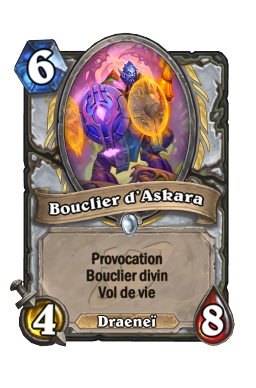 6
Bouclier d'Askara
Provocation
Bouclier divin
Vol de vie
4
Draeneï
8